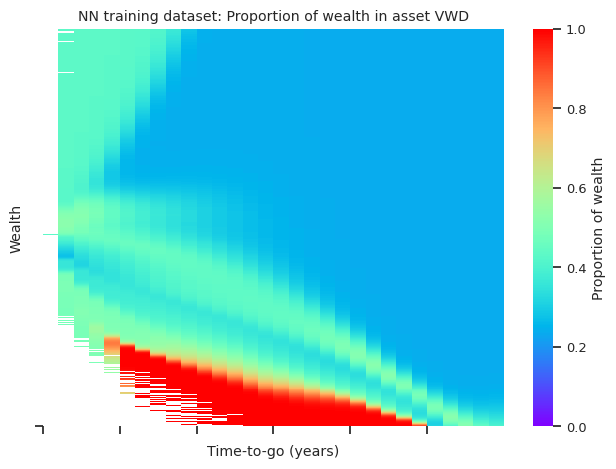 NN training dataset: Proportion of wealth in asset VWD
Wealth
Time-to-go (years)
1.0
0.8
0.6
0.4
0.2
0.0
Proportion of wealth